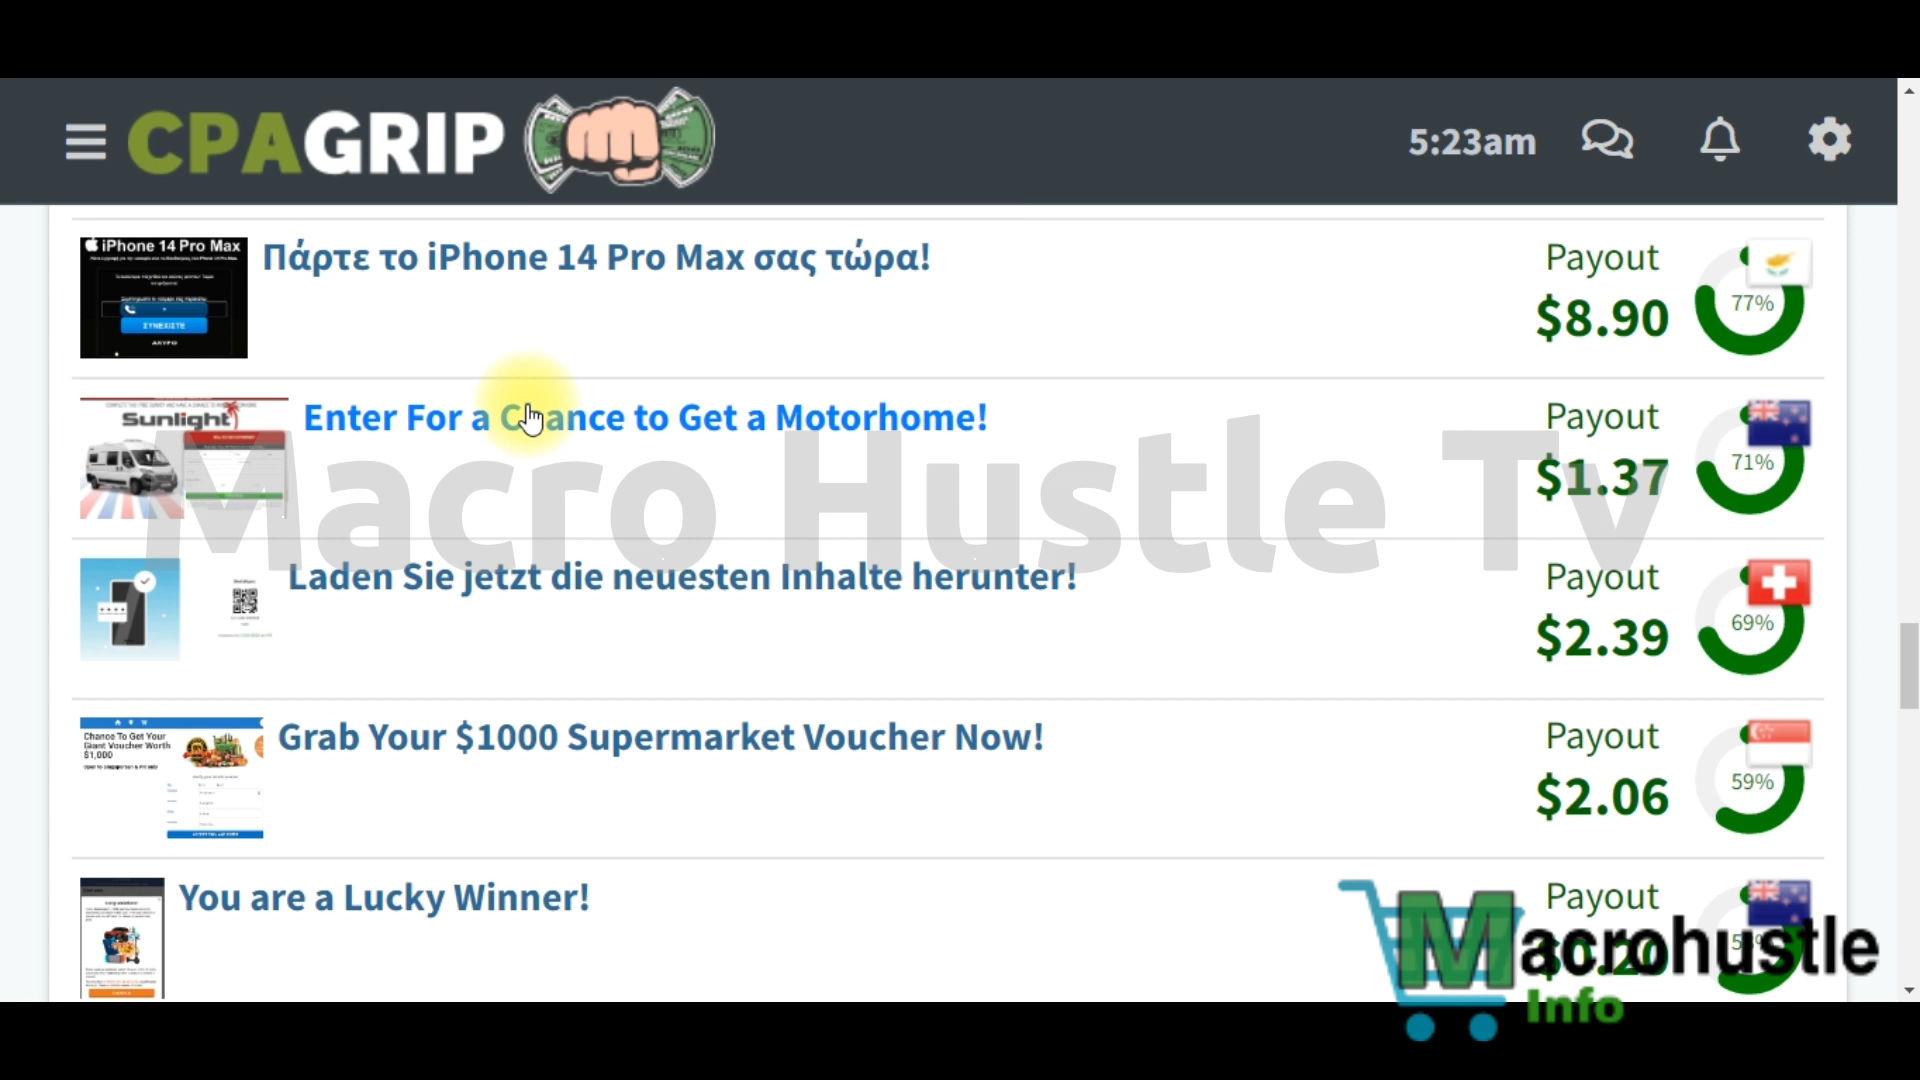 CPAGRIP
5:23am
iPhone 14 Pro Max
ΣΥΝΕΧΙΣΤΕ
ΑΚΥΡΟ
Πάρτε το iPhone 14 Pro Max σας τώρα!
Payout
$8.90
77%
Sunlight
Enter For a Chance to Get a Motorhome!
Payout
$1.37
71%
Macro Hustle Tv
Laden Sie jetzt die neuesten Inhalte herunter!
Payout
$2.39
69%
Chance To Get Your
Giant Voucher Worth
$1,000
Grab Your $1000 Supermarket Voucher Now!
Payout
$2.06
59%
You are a Lucky Winner!
Payout
Macrohustle
Info